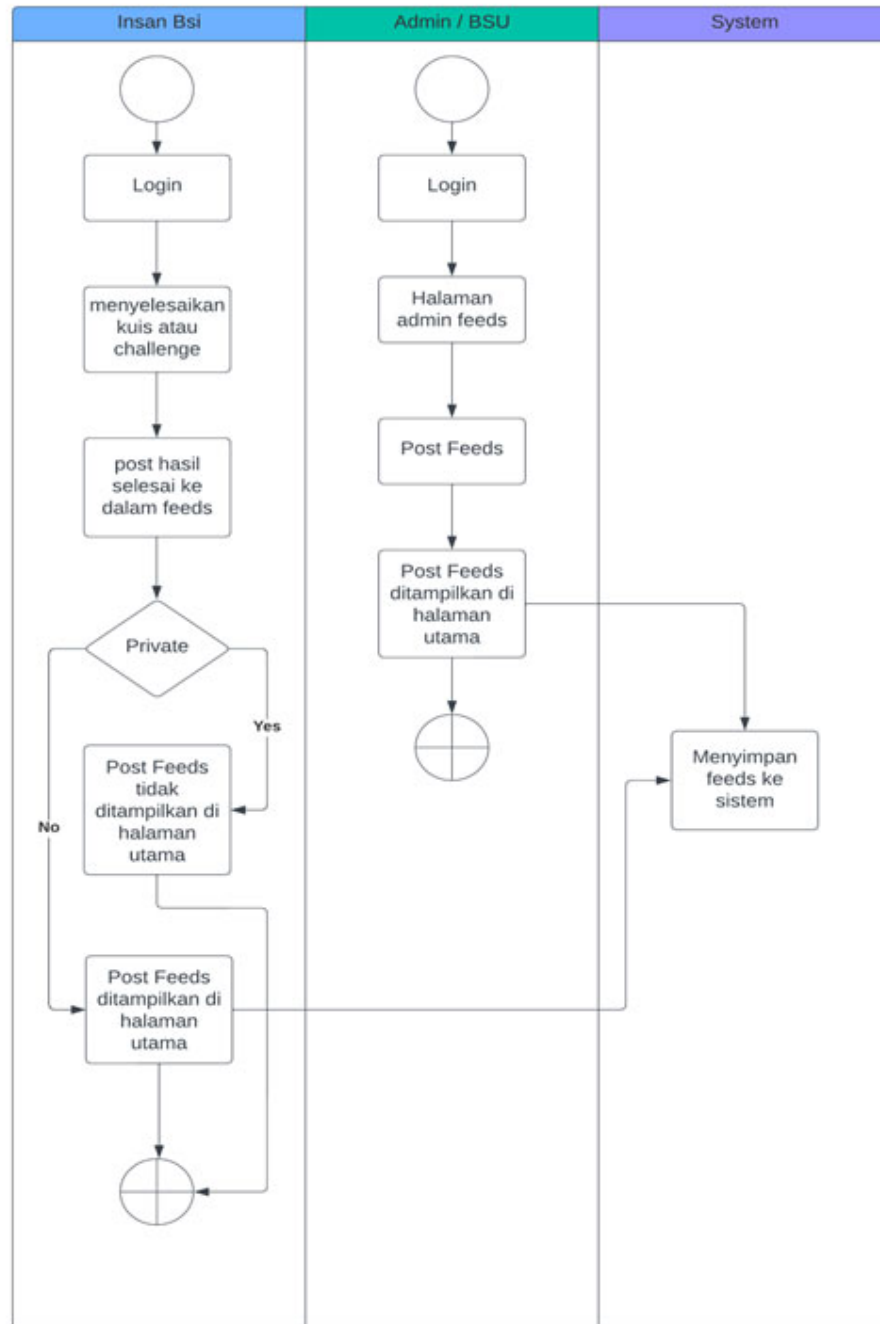 Insan Bsi
Admin / BSU
System
Login
menyelesaikan
kuis atau
challenge
post hasil
selesai ke
dalam feeds
Private
Yes
No
Post Feeds
tidak
ditampilkan di
halaman
utama
Post Feeds
ditampilkan di
halaman
utama
Login
Halaman
admin feeds
Post Feeds
Post Feeds
ditampilkan di
halaman
utama
Menyimpan
feeds ke
sistem